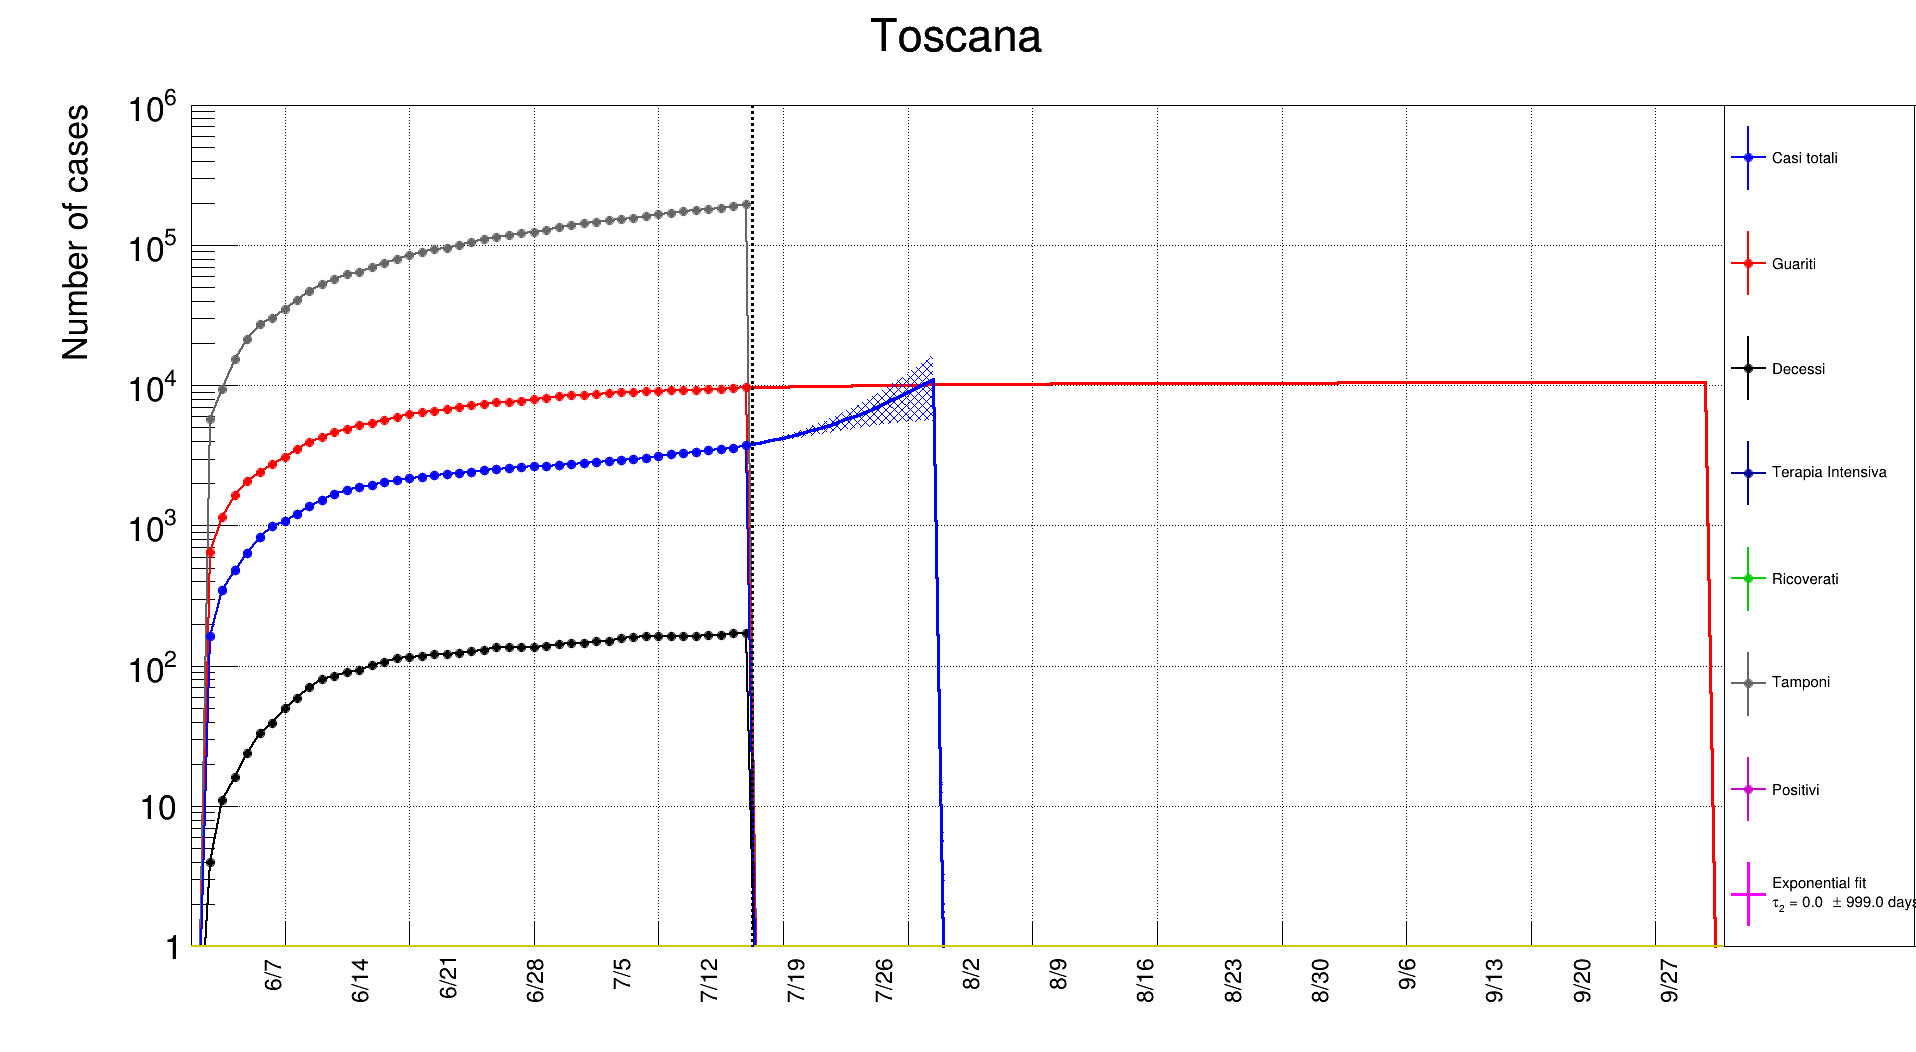 Toscana
Number of cases
10^6
10^5
10^4
10^3
10^2
10
1
6/7
6/14
6/21
6/28
7/5
7/12
7/19
7/26
8/2
8/9
8/16
8/23
8/30
9/6
9/13
9/20
9/27
Casi totali
Guariti
Decessi
Terapia Intensiva
Ricoverati
Tamponi
Positivi
Exponential fit
τ_2 = 0.0 ± 999.0 days